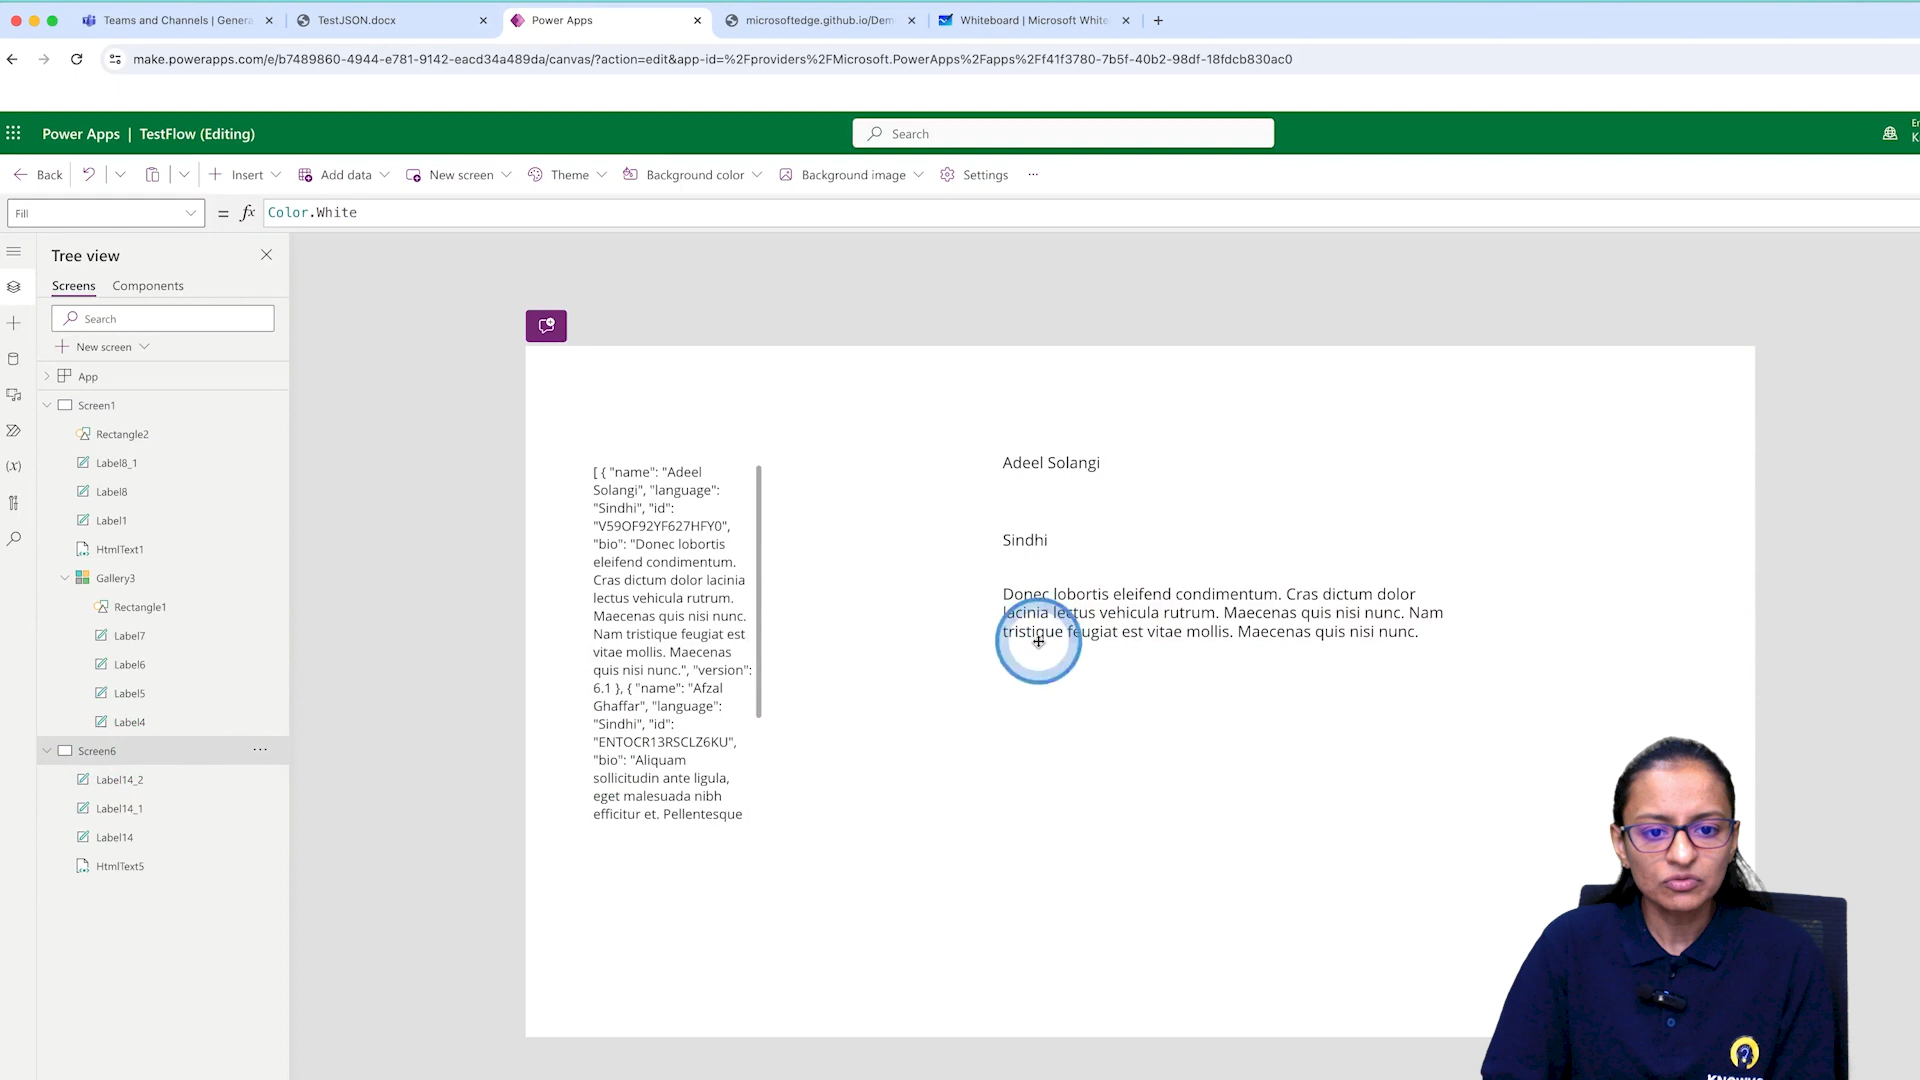 Teams and Channels | Genera
TestJSON.docx
Power Apps
microsoftedge.github.io/Dem
Whiteboard | Microsoft White
make.powerapps.com/e/b7489860-4944-e781-9142-eacd34a489da/canvas/?action=edit&app-id=%2Fproviders%2FMicrosoft.PowerApps%2Fapps%2Ff41f3780-7b5f-40b2-98df-18fdcb830ac0
Power Apps | TestFlow (Editing)
Search
En
K
Back
Insert
Add data
New screen
Theme
Background color
Background image
Settings
Fill
= fx Color.White
Tree view
Screens
Components
Search
New screen
App
Screen1
Rectangle2
Label8_1
Label8
Label1
HtmlText1
Gallery3
Rectangle1
Label7
Label6
Label5
Label4
Screen6
Label14_2
Label14_1
Label14
HtmlText5
[ { "name": "Adeel
Solangi", "language":
"Sindhi", "id":
"V59OF92YF627HFY0",
"bio": "Donec lobortis
eleifend condimentum.
Cras dictum dolor lacinia
lectus vehicula rutrum.
Maecenas quis nisi nunc.
Nam tristique feugiat est
vitae mollis. Maecenas
quis nisi nunc.", "version":
6.1 }, { "name": "Afzal
Ghaffar", "language":
"Sindhi", "id":
"ENTOCR13RSCLZ6KU",
"bio": "Aliquam
sollicitudin ante ligula,
eget malesuada nibh
efficitur et. Pellentesque
Adeel Solangi
Sindhi
Donec lobortis eleifend condimentum. Cras dictum dolor
lacinia lectus vehicula rutrum. Maecenas quis nisi nunc. Nam
tristique feugiat est vitae mollis. Maecenas quis nisi nunc.